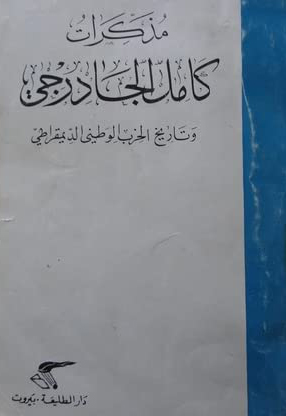 مذكرات
كامل الجادرجي
وتاريخ الحزب الوطني الديمقراطي
دار الطليعة - بيروت